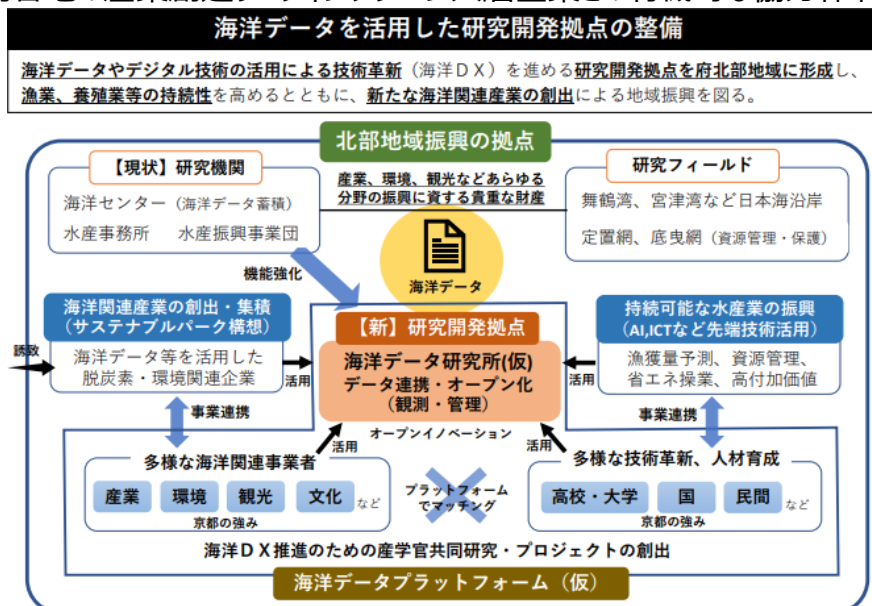 海洋データを活用した研究開発拠点の整備
海洋データやデジタル技術の活用による技術革新（海洋ＤＸ）を進める研究開発拠点を府北部地域に形成し、
漁業、養殖業等の持続性を高めるとともに、新たな海洋関連産業の創出による地域振興を図る。
北部地域振興の拠点
【現状】研究機関
海洋センター（海洋データ蓄積）
水産事務所　水産振興事業団
産業、環境、観光などあらゆる
分野の振興に資する貴重な財産
研究フィールド
舞鶴湾、宮津湾など日本海沿岸
定置網、底曳網（資源管理・保護）
機能強化
海洋データ
海洋関連産業の創出・集積
（サステナブルパーク構想）
誘致
海洋データ等を活用した
脱炭素・環境関連企業
活用
【新】研究開発拠点
海洋データ研究所(仮)
データ連携・オープン化
（観測・管理）
オープンイノベーション
持続可能な水産業の振興
（AI,ICTなど先端技術活用）
活用
漁獲量予測、資源管理、
省エネ操業、高付加価値
事業連携
事業連携
活用
活用
多様な海洋関連事業者
産業　環境　観光　文化　など
京都の強み
プラットフォーム
でマッチング
多様な技術革新、人材育成
高校・大学　国　民間　など
京都の強み
海洋ＤＸ推進のための産学官共同研究・プロジェクトの創出
海洋データプラットフォーム（仮）